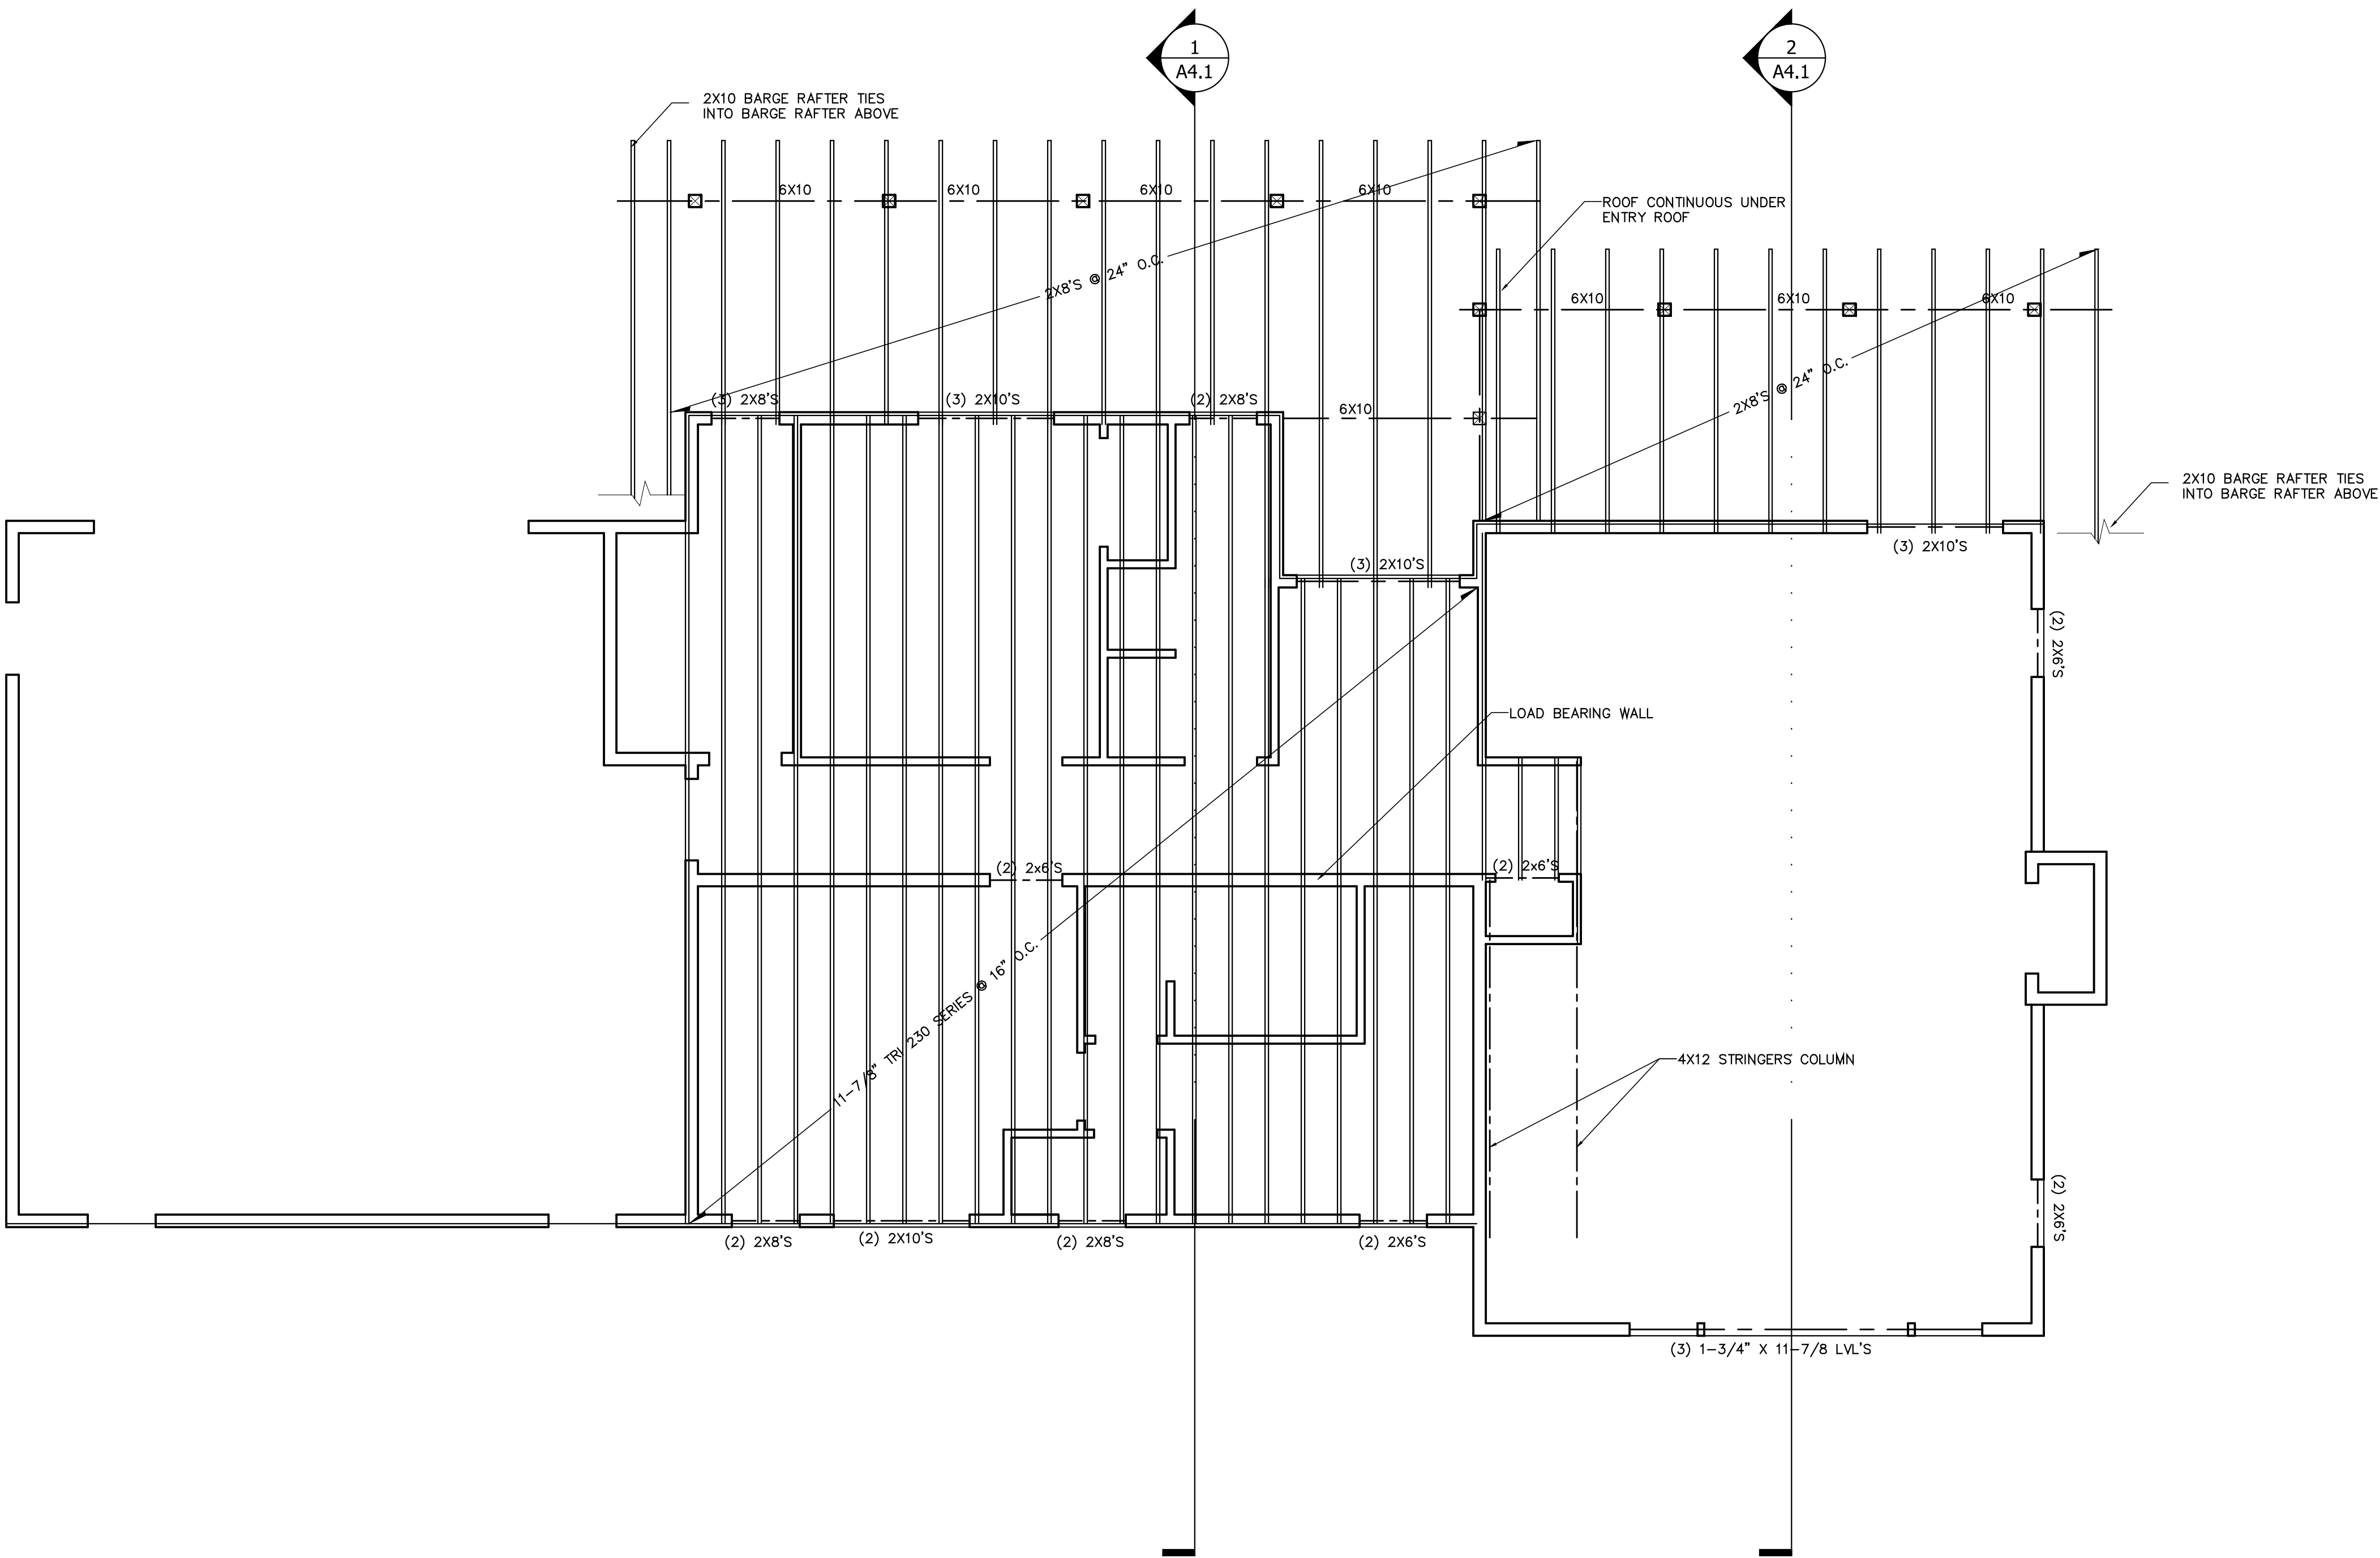 1
A4.1
2
A4.1
2X10 BARGE RAFTER TIES
INTO BARGE RAFTER ABOVE
6X10
6X10
6X10
6X10
ROOF CONTINUOUS UNDER
ENTRY ROOF
2X8'S @ 24" O.C.
6X10
6X10
6X10
2X8'S @ 24" O.C.
(3) 2X8'S
(3) 2X10'S
(2) 2X8'S
6X10
2X10 BARGE RAFTER TIES
INTO BARGE RAFTER ABOVE
(3) 2X10'S
(3) 2X10'S
(2) 2X6'S
LOAD BEARING WALL
(2) 2x6'S
(2) 2x6'S
11-7/8" TRI 230 SERIES @ 16" O.C.
4X12 STRINGERS COLUMN
(2) 2X6'S
(2) 2X8'S
(2) 2X10'S
(2) 2X8'S
(2) 2X6'S
(3) 1-3/4" X 11-7/8 LVL'S